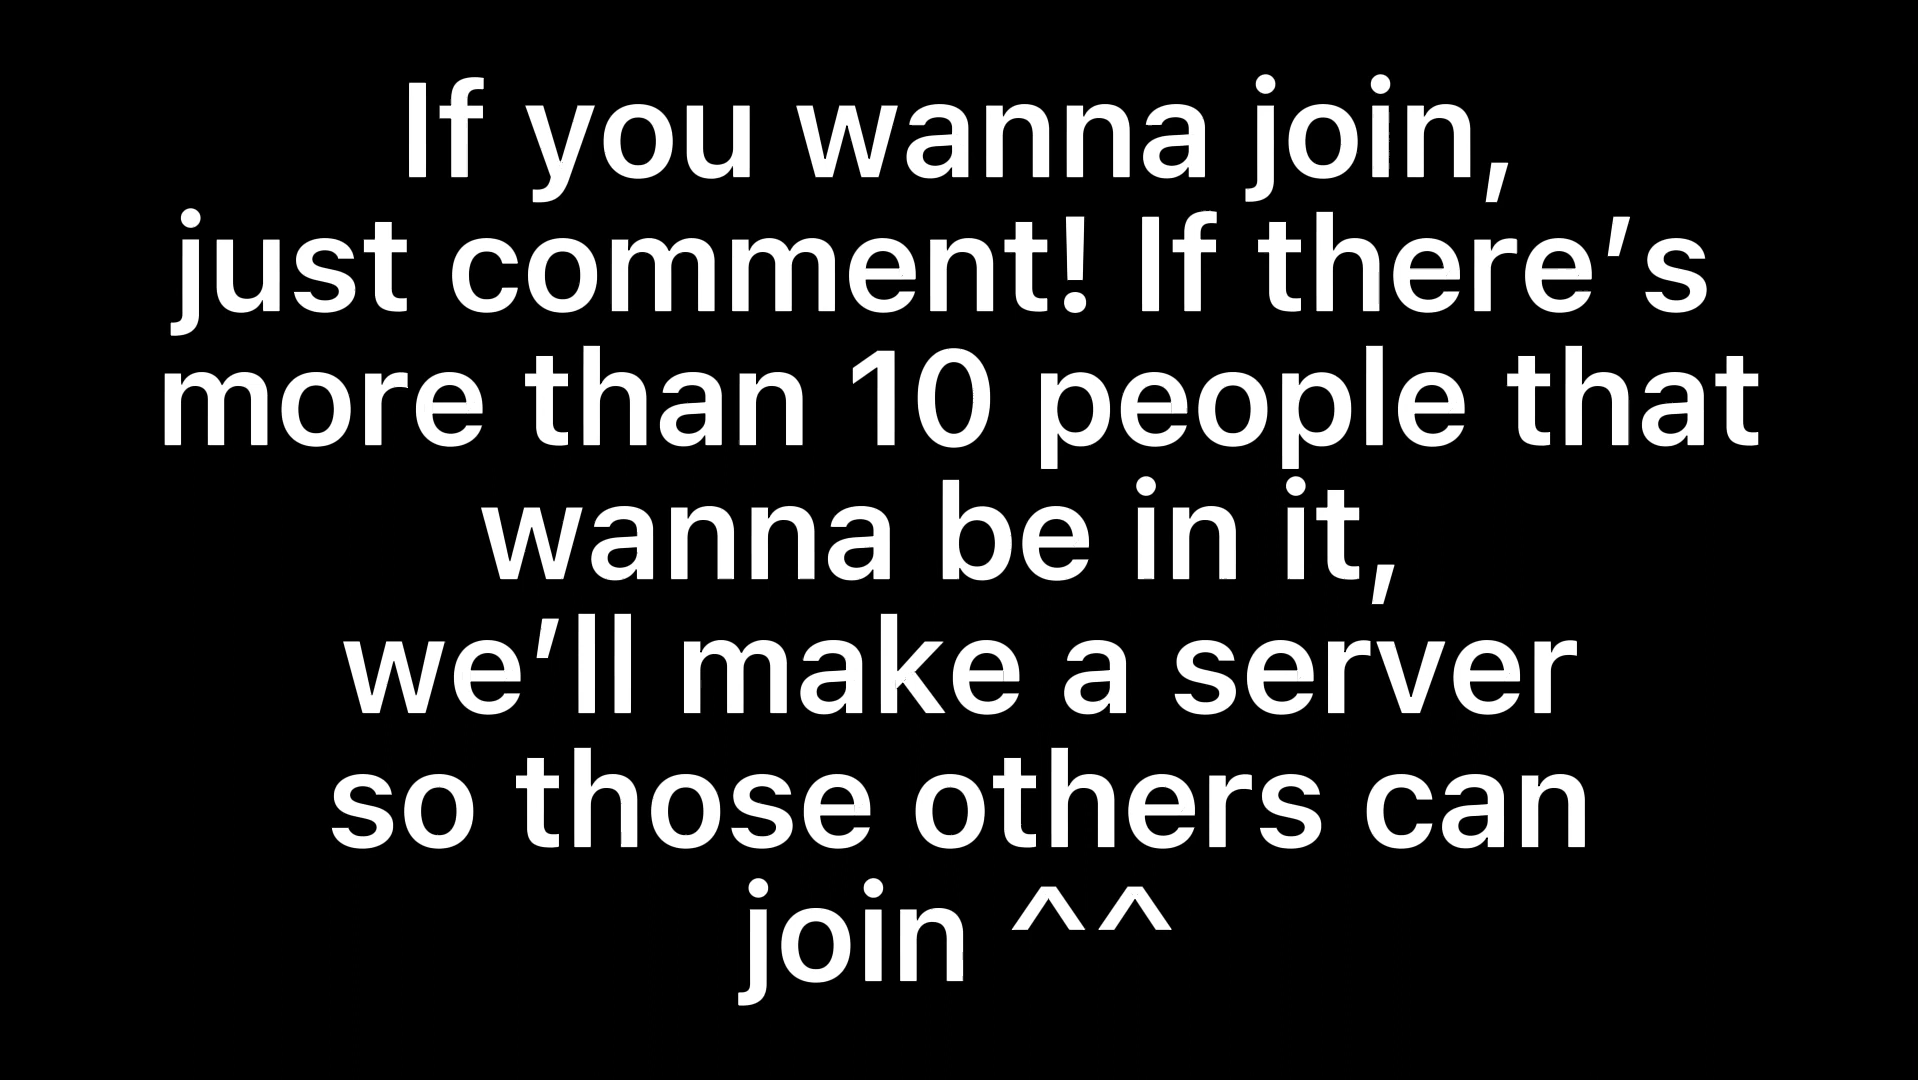 If you wanna join,
just comment! If there’s
more than 10 people that
wanna be in it,
we’ll make a server
so those others can
join ^^